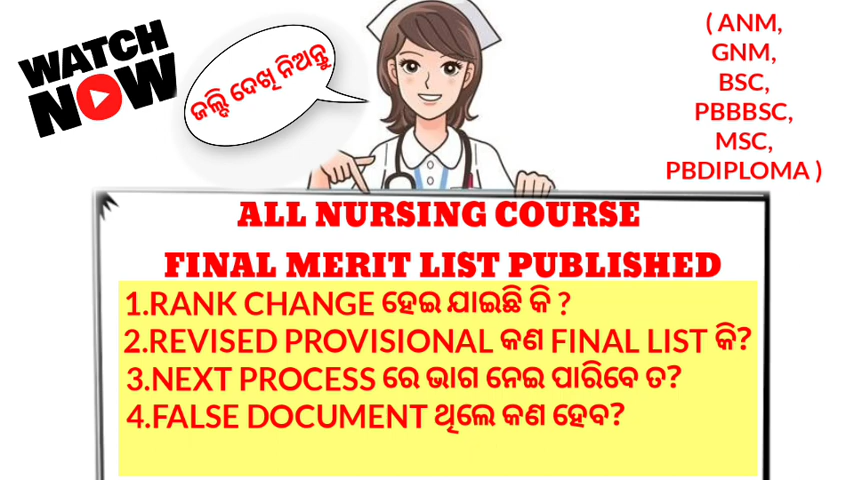 WATCH
NOW
ଜଲ୍ଦି ଦେଖି ନିଅନ୍ତୁ
( ANM,
GNM,
BSC,
PBBBSC,
MSC,
PBDIPLOMA )
ALL NURSING COURSE
FINAL MERIT LIST PUBLISHED
1.RANK CHANGE ହେଇ ଯାଇଛି କି ?
2.REVISED PROVISIONAL କଣ FINAL LIST କି?
3.NEXT PROCESS ରେ ଭାଗ ନେଇ ପାରିବେ ତ?
4.FALSE DOCUMENT ଥିଲେ କଣ ହେବ?